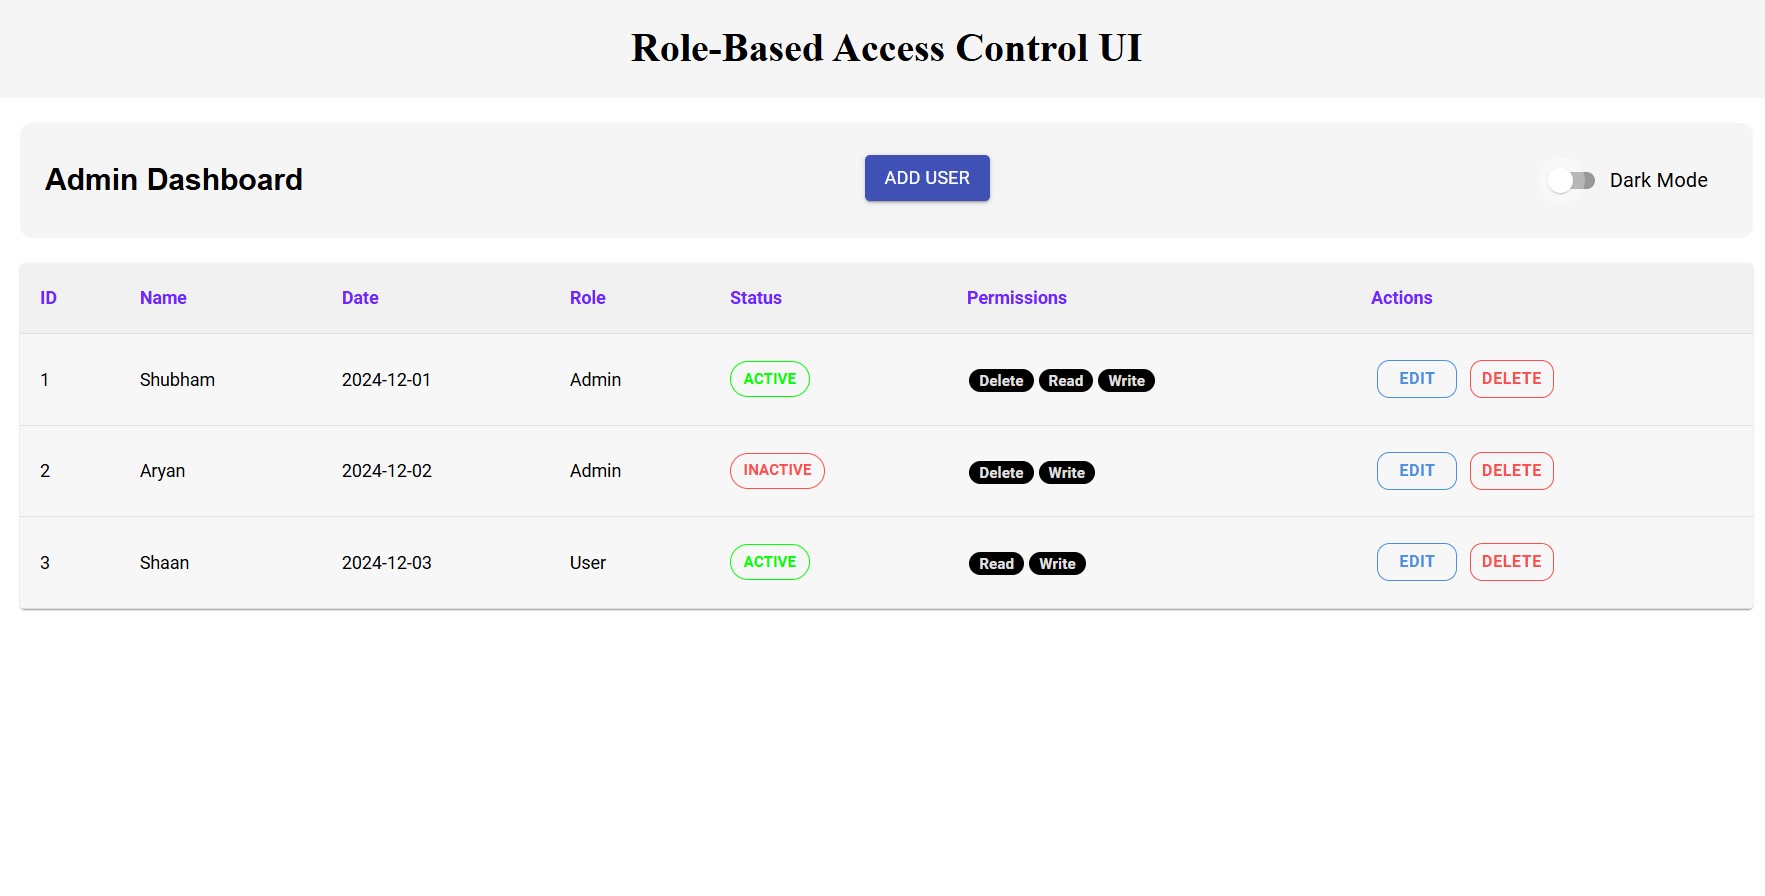 Role-Based Access Control UI
Admin Dashboard ADD USER Dark Mode
ID Name Date Role Status Permissions Actions
1 Shubham 2024-12-01 Admin ACTIVE Delete Read Write EDIT DELETE
2 Aryan 2024-12-02 Admin INACTIVE Delete Write EDIT DELETE
3 Shaan 2024-12-03 User ACTIVE Read Write EDIT DELETE